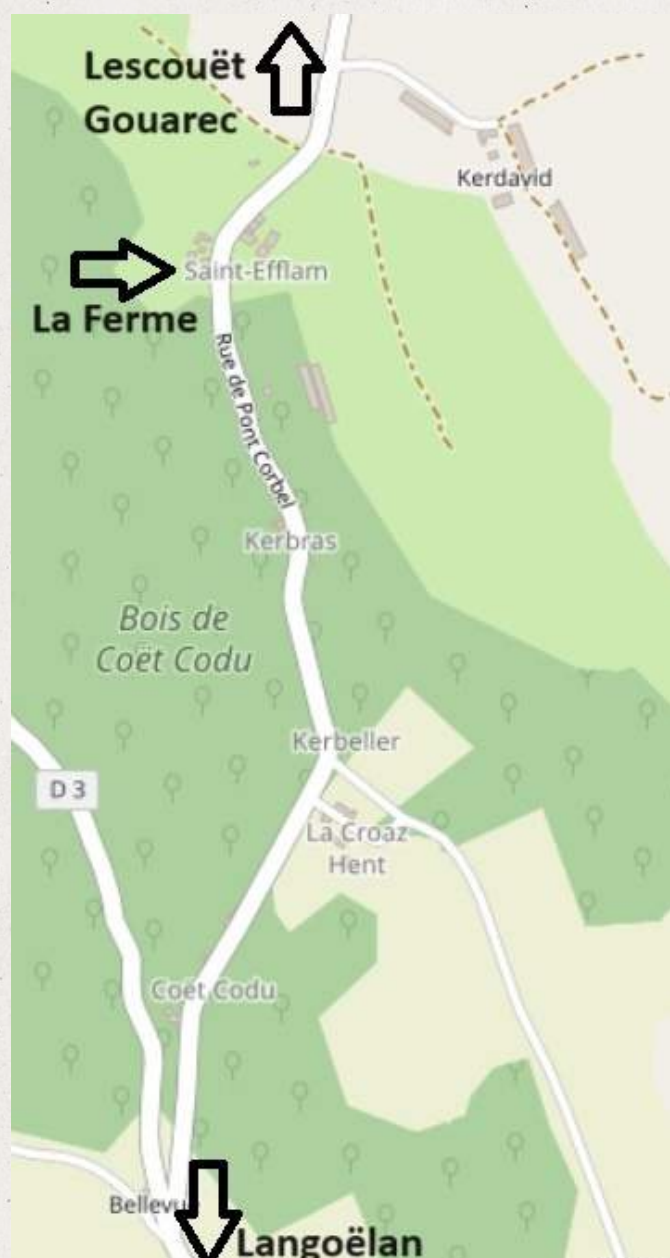 Lescouët
Gouarec
Kerdavid
Saint-Efflam
La Ferme
Rue de Pont Corbel
Kerbras
Bois de
Coët Codu
Kerbeller
D 3
La Croaz
Hent
Coët Codu
Bellevue
Langoëlan